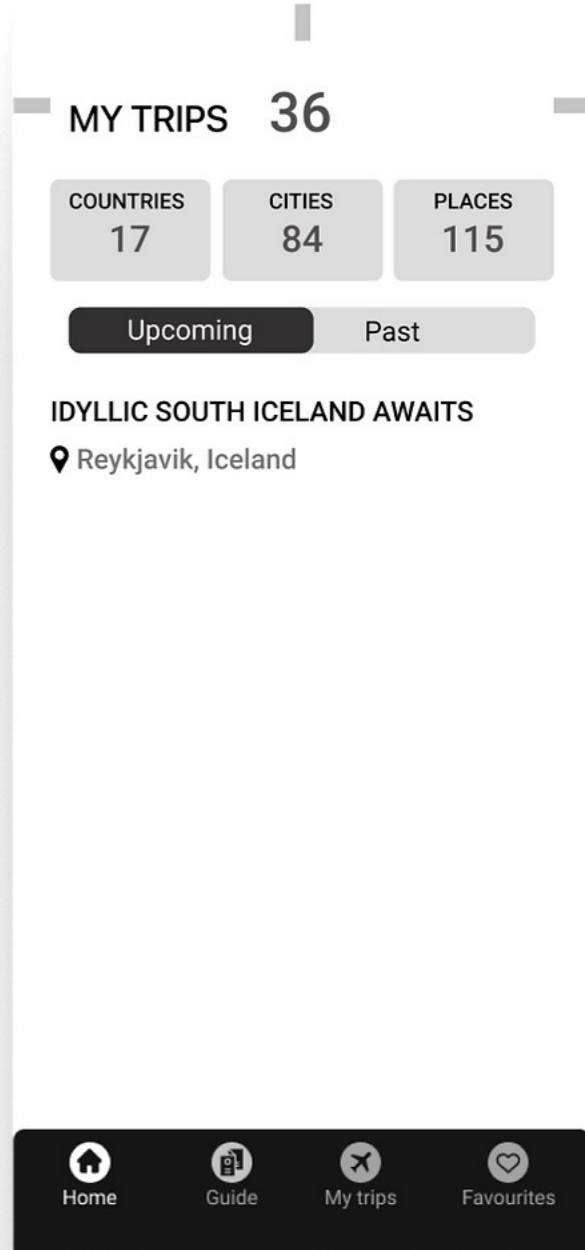 MY TRIPS 36
COUNTRIES CITIES PLACES
17 84 115
Upcoming Past
IDYLLIC SOUTH ICELAND AWAITS
Reykjavik, Iceland
Home Guide My trips Favourites